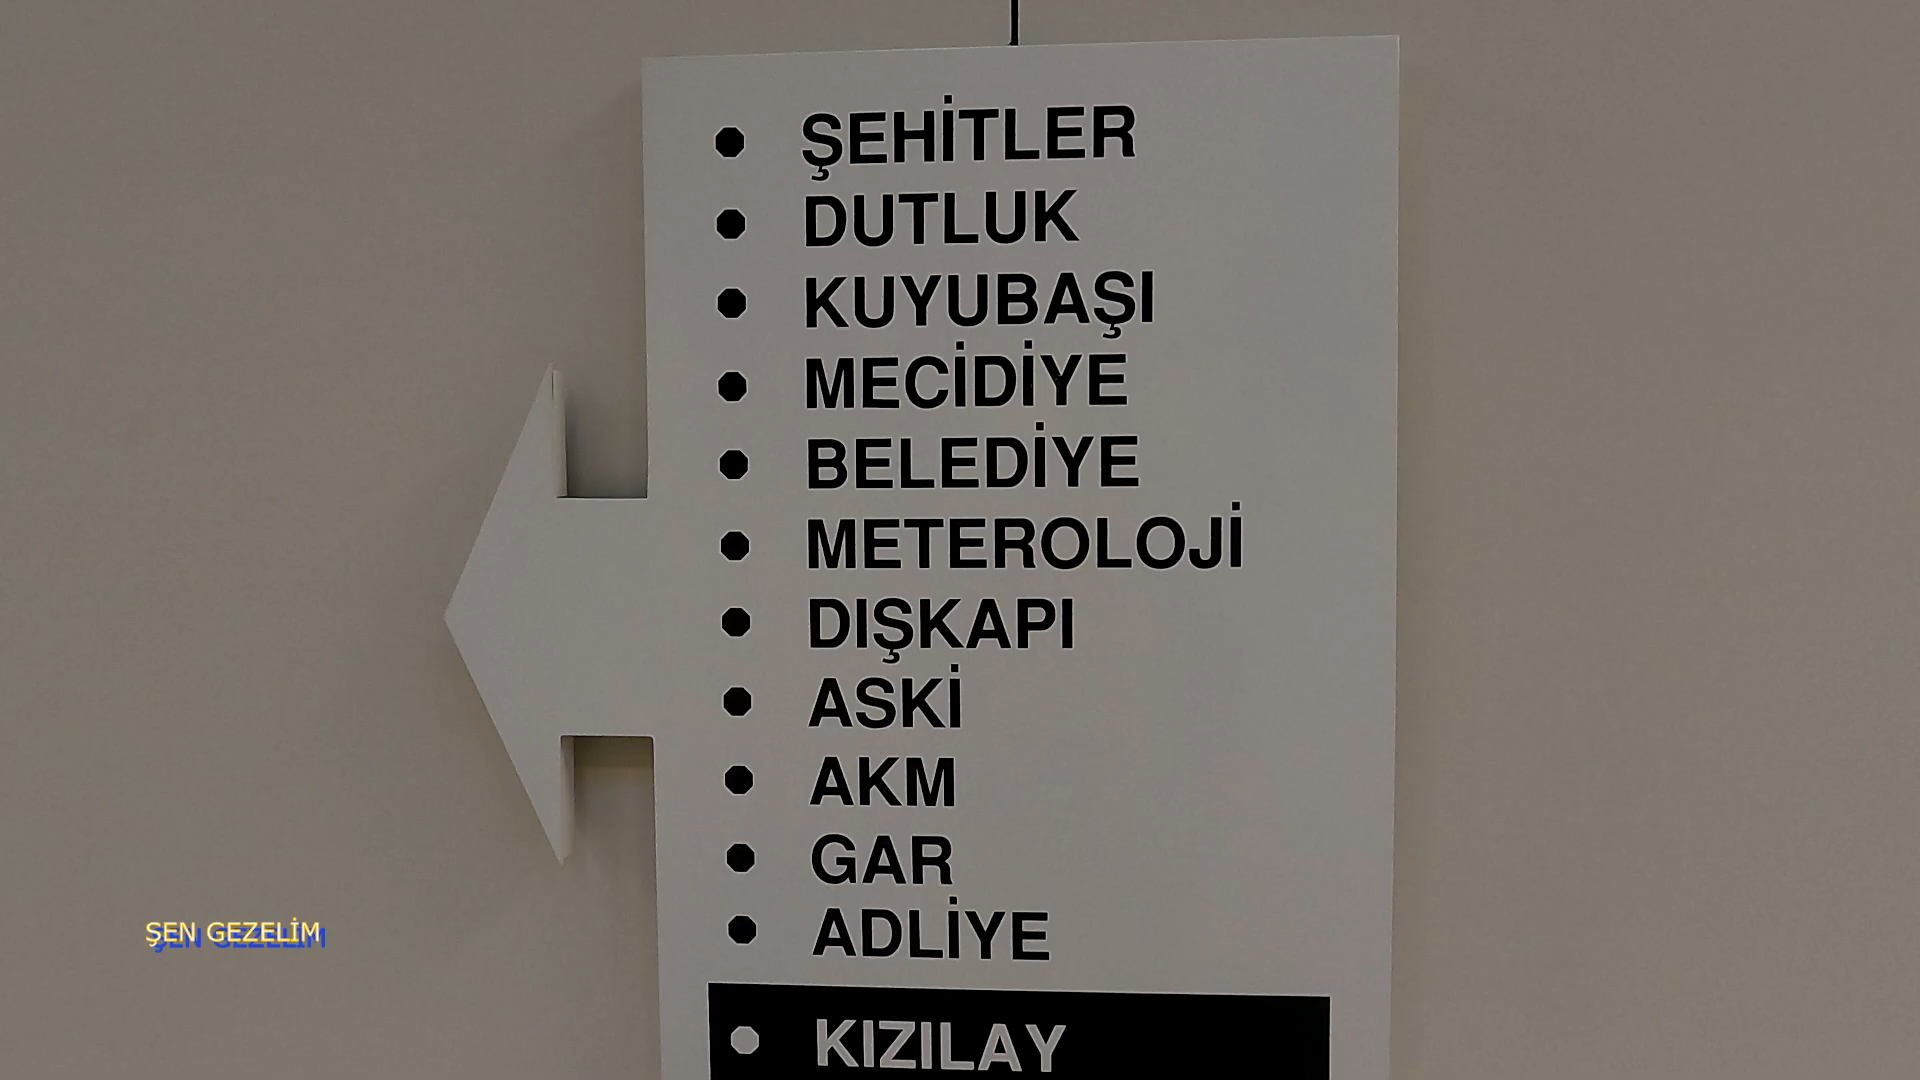 ŞEHİTLER
DUTLUK
KUYUBAŞI
MECİDİYE
BELEDİYE
METEROLOJİ
DIŞKAPI
ASKİ
AKM
GAR
ADLİYE
KIZILAY
ŞEN GEZELİM